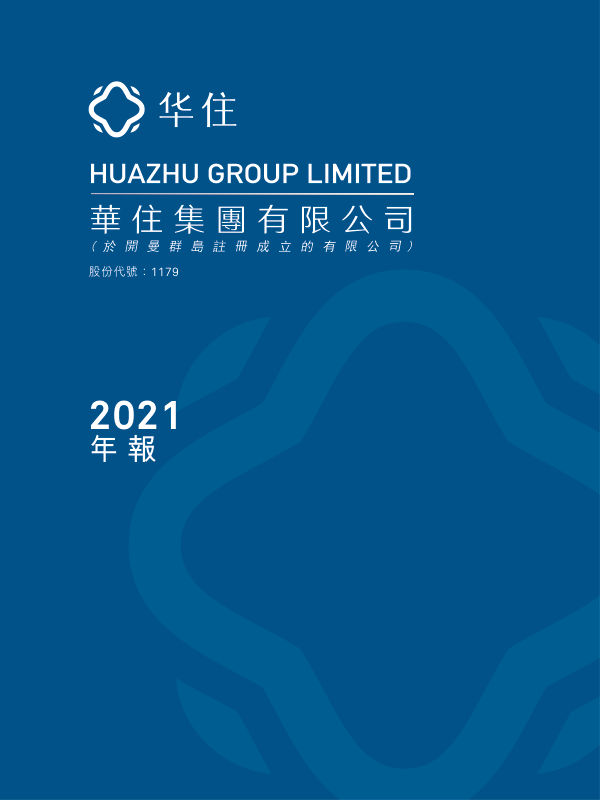 华住
HUAZHU GROUP LIMITED
華住集團有限公司
(於開曼群島註冊成立的有限公司)
股份代號：1179
2021
年報